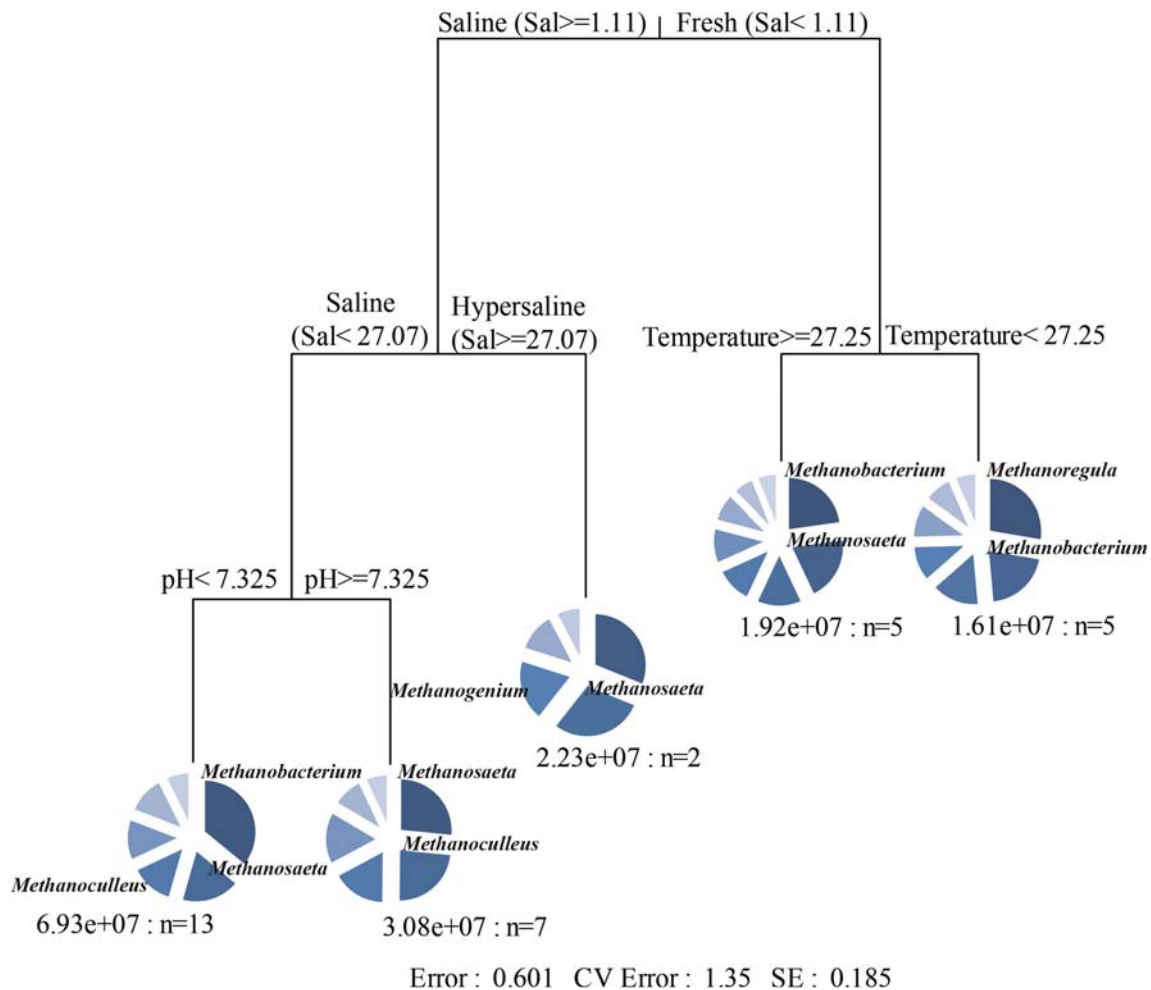 Saline (Sal>=1.11) Fresh (Sal< 1.11)
Saline
(Sal< 27.07)
Hypersaline
(Sal>=27.07)
Temperature>=27.25 Temperature< 27.25
Methanobacterium
Methanosaeta
1.92e+07 : n=5
Methanoregula
Methanobacterium
1.61e+07 : n=5
pH< 7.325 pH>=7.325
Methanogenium
Methanosaeta
2.23e+07 : n=2
Methanobacterium
Methanosaeta
Methanoculleus
6.93e+07 : n=13
Methanosaeta
Methanoculleus
3.08e+07 : n=7
Error : 0.601 CV Error : 1.35 SE : 0.185